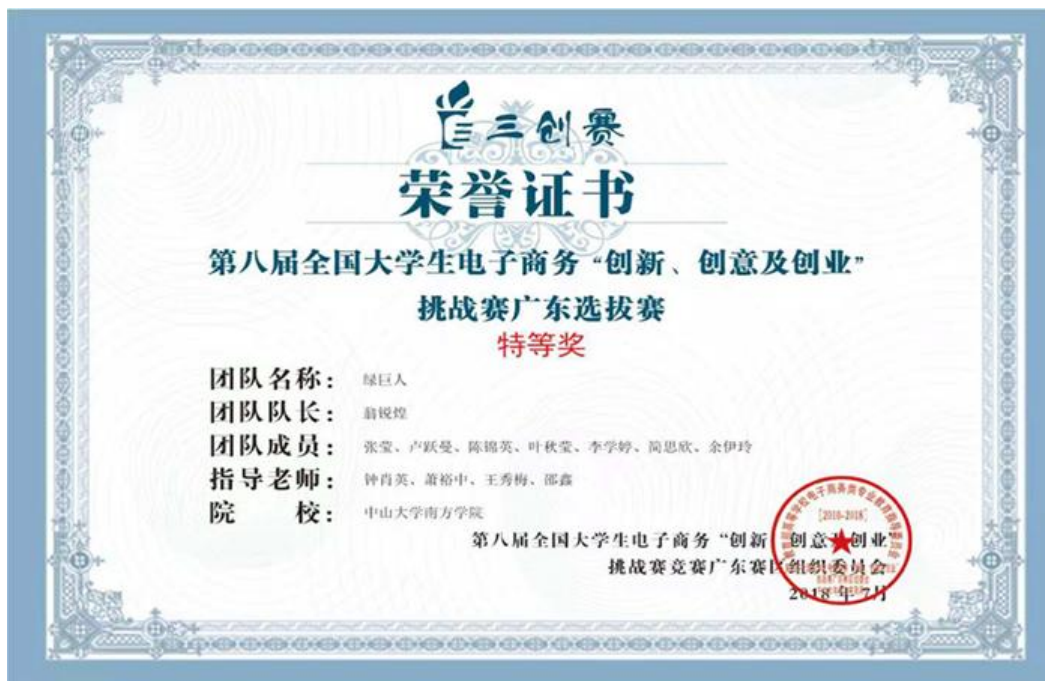 三创赛
荣誉证书
第八届全国大学生电子商务“创新、创意及创业”
挑战赛广东选拔赛
特等奖
团队名称： 绿巨人
团队队长： 翁锐煌
团队成员： 张莹、卢跃曼、陈锦英、叶秋莹、李学婷、简思欣、余伊玲
指导老师： 钟肖英、萧裕中、王秀梅、邵鑫
院 校： 中山大学南方学院
第八届全国大学生电子商务“创新、创意及创业”
挑战赛竞赛广东赛区组织委员会
2018 年 7月
[2010-2018]